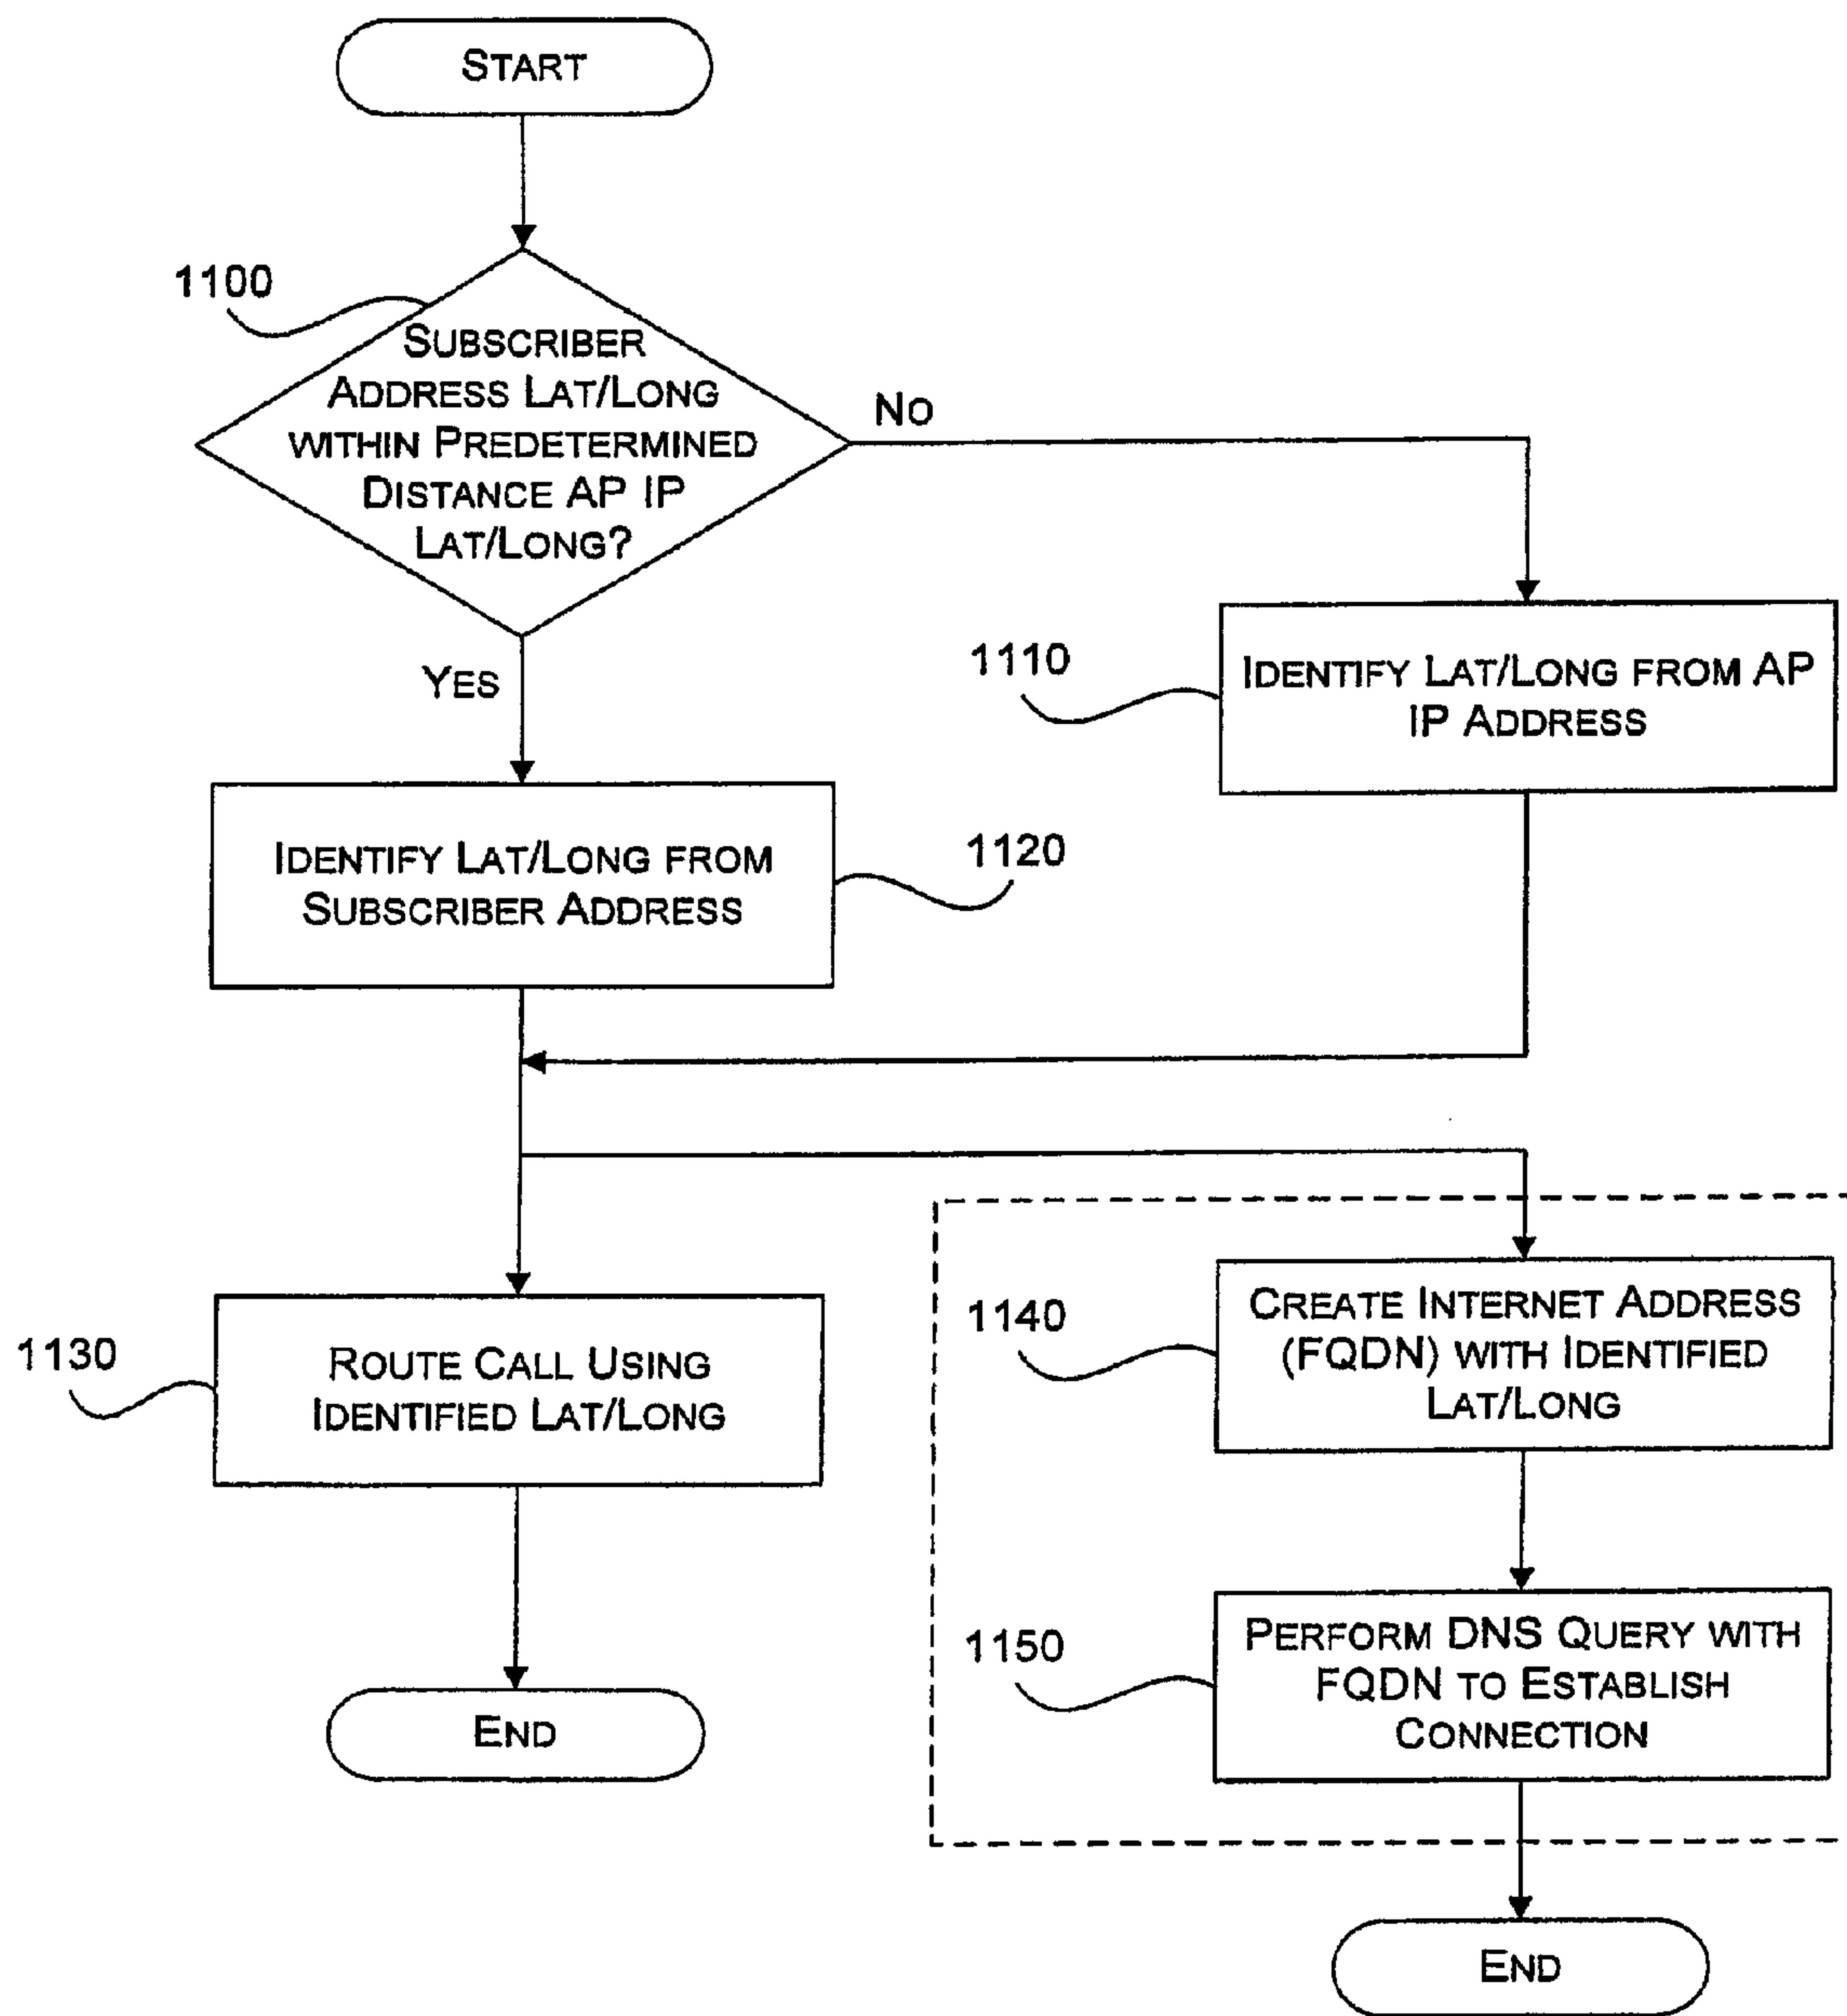 START
1100
SUBSCRIBER
ADDRESS LAT/LONG
WITHIN PREDETERMINED
DISTANCE AP IP
LAT/LONG?
NO
YES
1110
IDENTIFY LAT/LONG FROM AP
IP ADDRESS
IDENTIFY LAT/LONG FROM
SUBSCRIBER ADDRESS
1120
1130
ROUTE CALL USING
IDENTIFIED LAT/LONG
END
1140
CREATE INTERNET ADDRESS
(FQDN) WITH IDENTIFIED
LAT/LONG
1150
PERFORM DNS QUERY WITH
FQDN TO ESTABLISH
CONNECTION
END